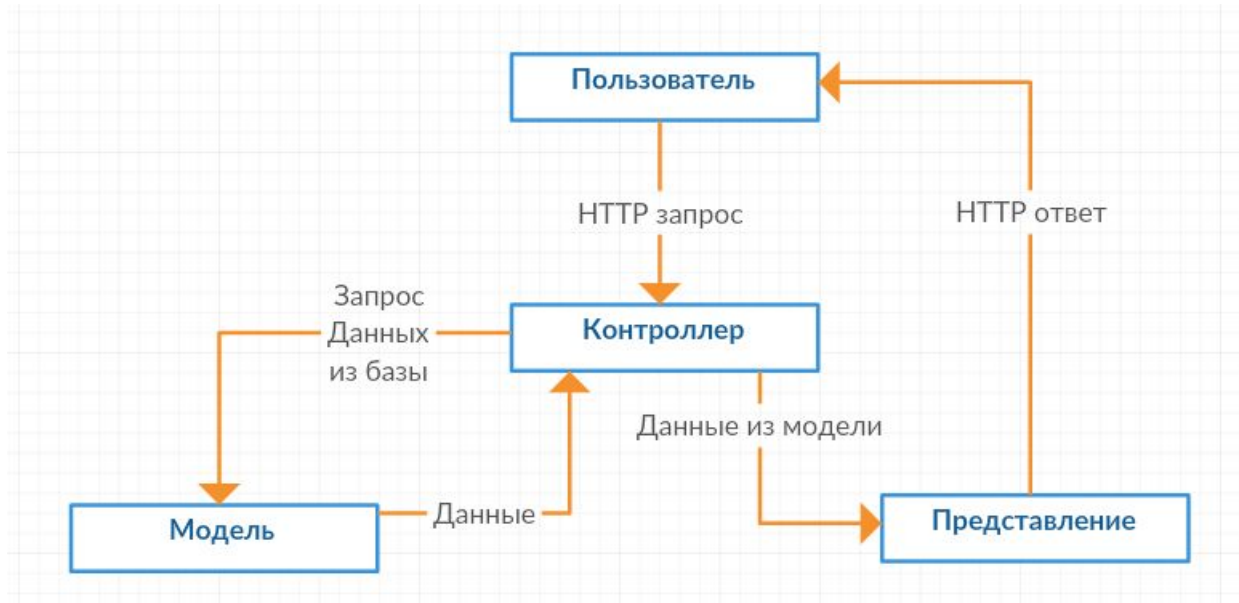 Пользователь
HTTP запрос
HTTP ответ
Запрос
Данных
из базы
Контроллер
Данные из модели
Данные
Модель
Представление